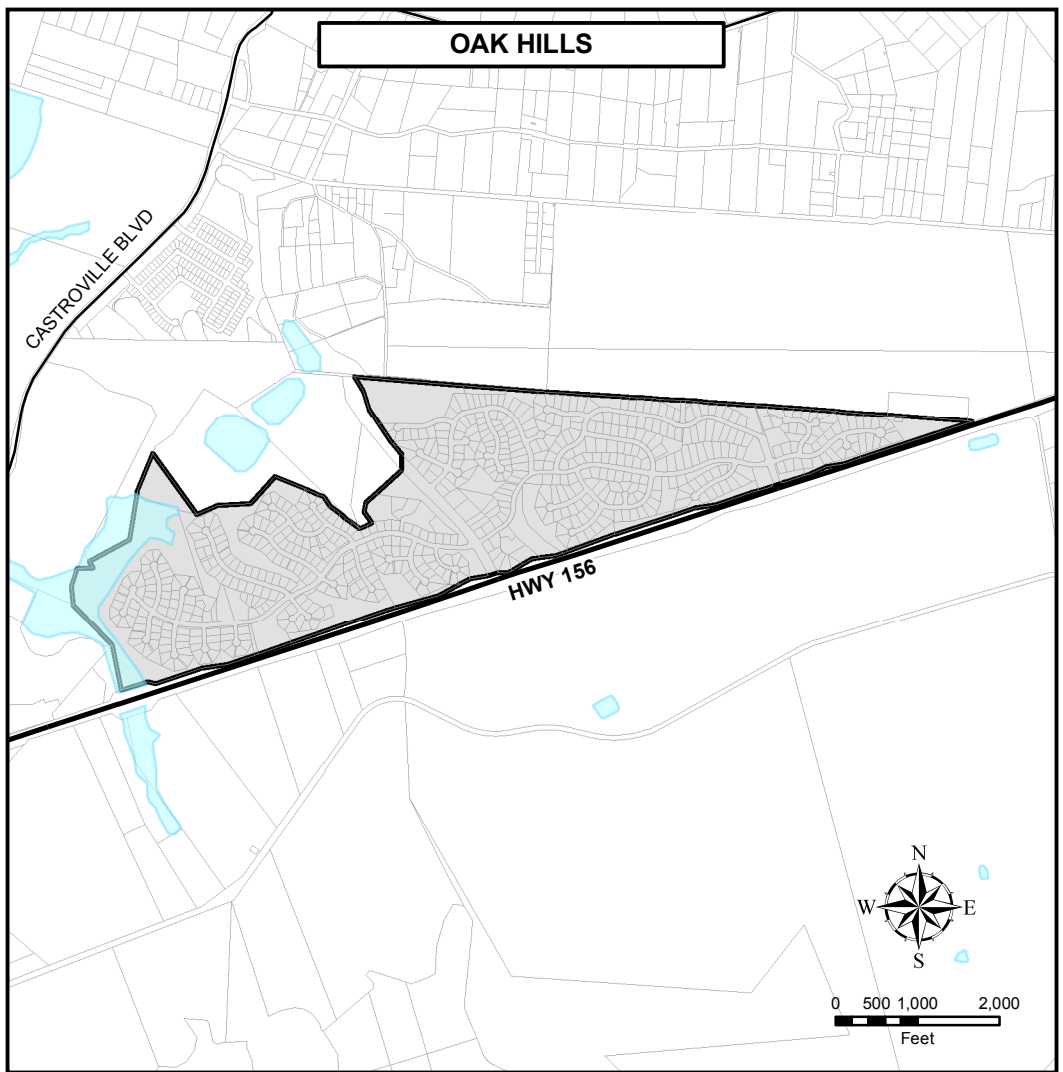 OAK HILLS
CASTROVILLE BLVD
HWY 156
N
W E
S
0 500 1,000 2,000
Feet